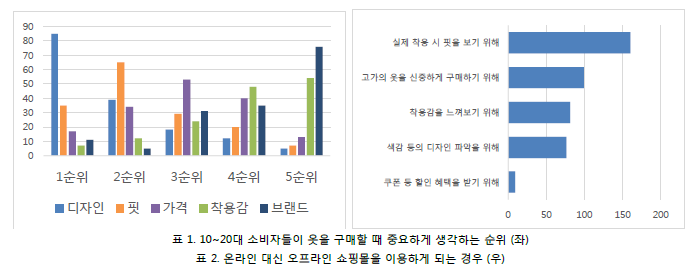 90
80
70
60
50
40
30
20
10
0
1순위 2순위 3순위 4순위 5순위
디자인 핏 가격 착용감 브랜드
실제 착용 시 핏을 보기 위해
고가의 옷을 신중하게 구매하기 위해
착용감을 느껴보기 위해
색감 등의 디자인 파악을 위해
쿠폰 등 할인 혜택을 받기 위해
0 50 100 150 200
표 1. 10~20대 소비자들이 옷을 구매할 때 중요하게 생각하는 순위 (좌)
표 2. 온라인 대신 오프라인 쇼핑몰을 이용하게 되는 경우 (우)